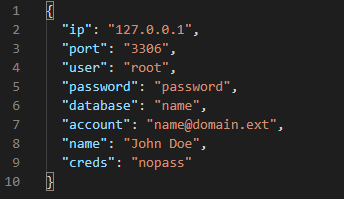 1 {
2 "ip": "127.0.0.1",
3 "port": "3306",
4 "user": "root",
5 "password": "password",
6 "database": "name",
7 "account": "name@domain.ext",
8 "name": "John Doe",
9 "creds": "nopass"
10 }